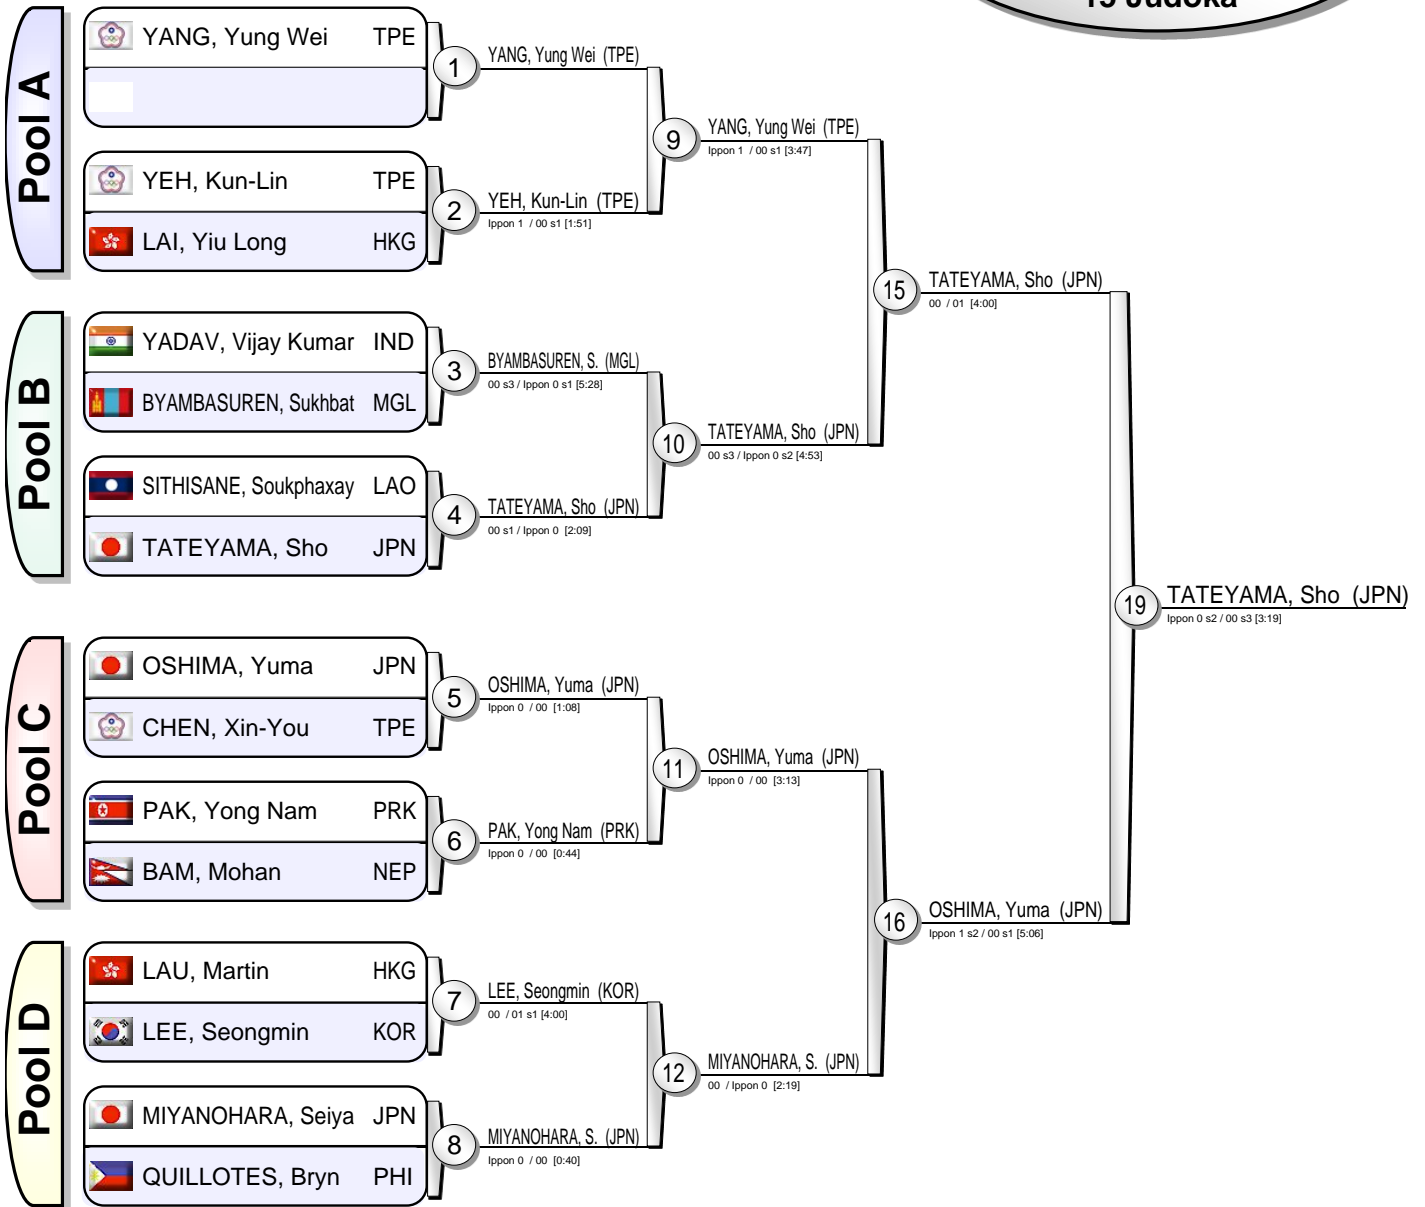 15 Judoka
Pool A
YANG, Yung Wei TPE
1
YANG, Yung Wei (TPE)
YEH, Kun-Lin TPE
LAI, Yiu Long HKG
2
YEH, Kun-Lin (TPE)
Ippon 1 / 00 s1 [1:51]
9
YANG, Yung Wei (TPE)
Ippon 1 / 00 s1 [3:47]
Pool B
YADAV, Vijay Kumar IND
BYAMBASUREN, Sukhbat MGL
3
BYAMBASUREN, S. (MGL)
00 s3 / Ippon 0 s1 [5:28]
SITHISANE, Soukphaxay LAO
TATEYAMA, Sho JPN
4
TATEYAMA, Sho (JPN)
00 s1 / Ippon 0 [2:09]
10
TATEYAMA, Sho (JPN)
00 s3 / Ippon 0 s2 [4:53]
15
TATEYAMA, Sho (JPN)
00 / 01 [4:00]
Pool C
OSHIMA, Yuma JPN
CHEN, Xin-You TPE
5
OSHIMA, Yuma (JPN)
Ippon 0 / 00 [1:08]
PAK, Yong Nam PRK
BAM, Mohan NEP
6
PAK, Yong Nam (PRK)
Ippon 0 / 00 [0:44]
11
OSHIMA, Yuma (JPN)
Ippon 0 / 00 [3:13]
Pool D
LAU, Martin HKG
LEE, Seongmin KOR
7
LEE, Seongmin (KOR)
00 / 01 s1 [4:00]
MIYANOHARA, Seiya JPN
QUILLOTES, Bryn PHI
8
MIYANOHARA, S. (JPN)
Ippon 0 / 00 [0:40]
12
MIYANOHARA, S. (JPN)
00 / Ippon 0 [2:19]
16
OSHIMA, Yuma (JPN)
Ippon 1 s2 / 00 s1 [5:06]
19
TATEYAMA, Sho (JPN)
Ippon 0 s2 / 00 s3 [3:19]